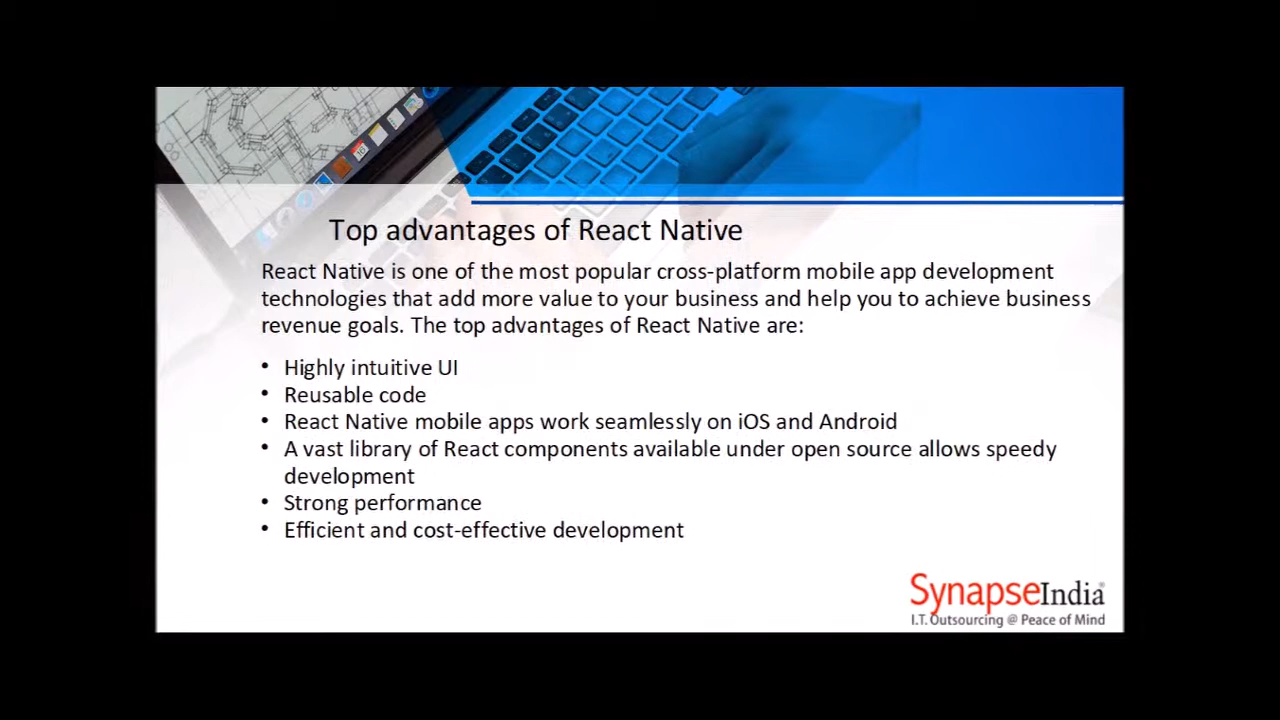 Top advantages of React Native
React Native is one of the most popular cross-platform mobile app development
technologies that add more value to your business and help you to achieve business
revenue goals. The top advantages of React Native are:
• Highly intuitive UI
• Reusable code
• React Native mobile apps work seamlessly on iOS and Android
• A vast library of React components available under open source allows speedy
development
• Strong performance
• Efficient and cost-effective development
SynapseIndia®
I.T. Outsourcing @ Peace of Mind